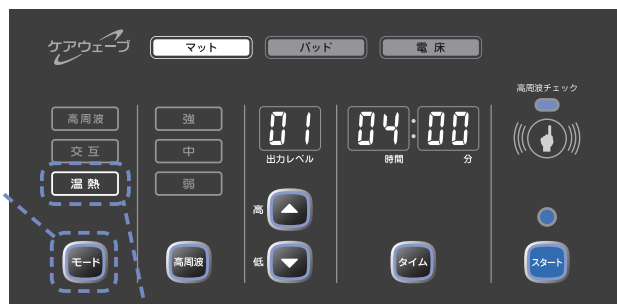 ケアウェーブ
マット
パッド
電床
高周波
交互
温熱
モード
強
中
弱
高周波
01
出力レベル
高
低
04:00
時間 分
タイム
高周波チェック
スタート